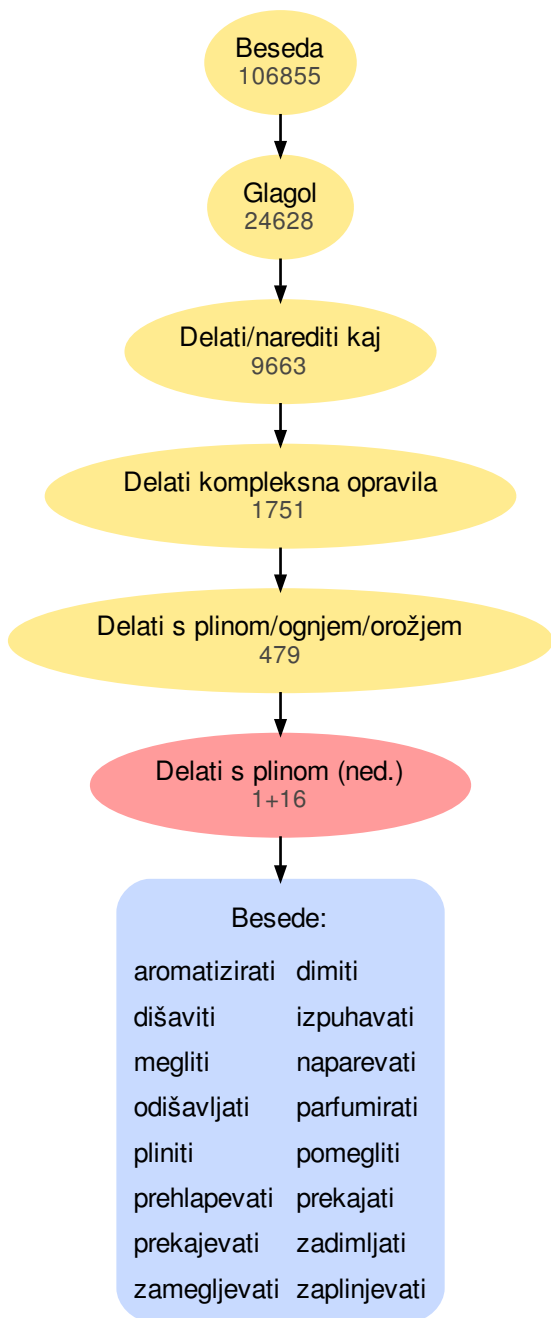 Beseda
106855
Glagol
24628
Delati/narediti kaj
9663
Delati kompleksna opravila
1751
Delati s plinom/ognjem/orožjem
479
Delati s plinom (ned.)
1+16
Besede:
aromatizirati dimiti
dišaviti izpuhavati
megliti naparevati
odišavljati parfumirati
pliniti pomegliti
prehlapevati prekajati
prekajevati zadimljati
zamegljevati zaplinjevati